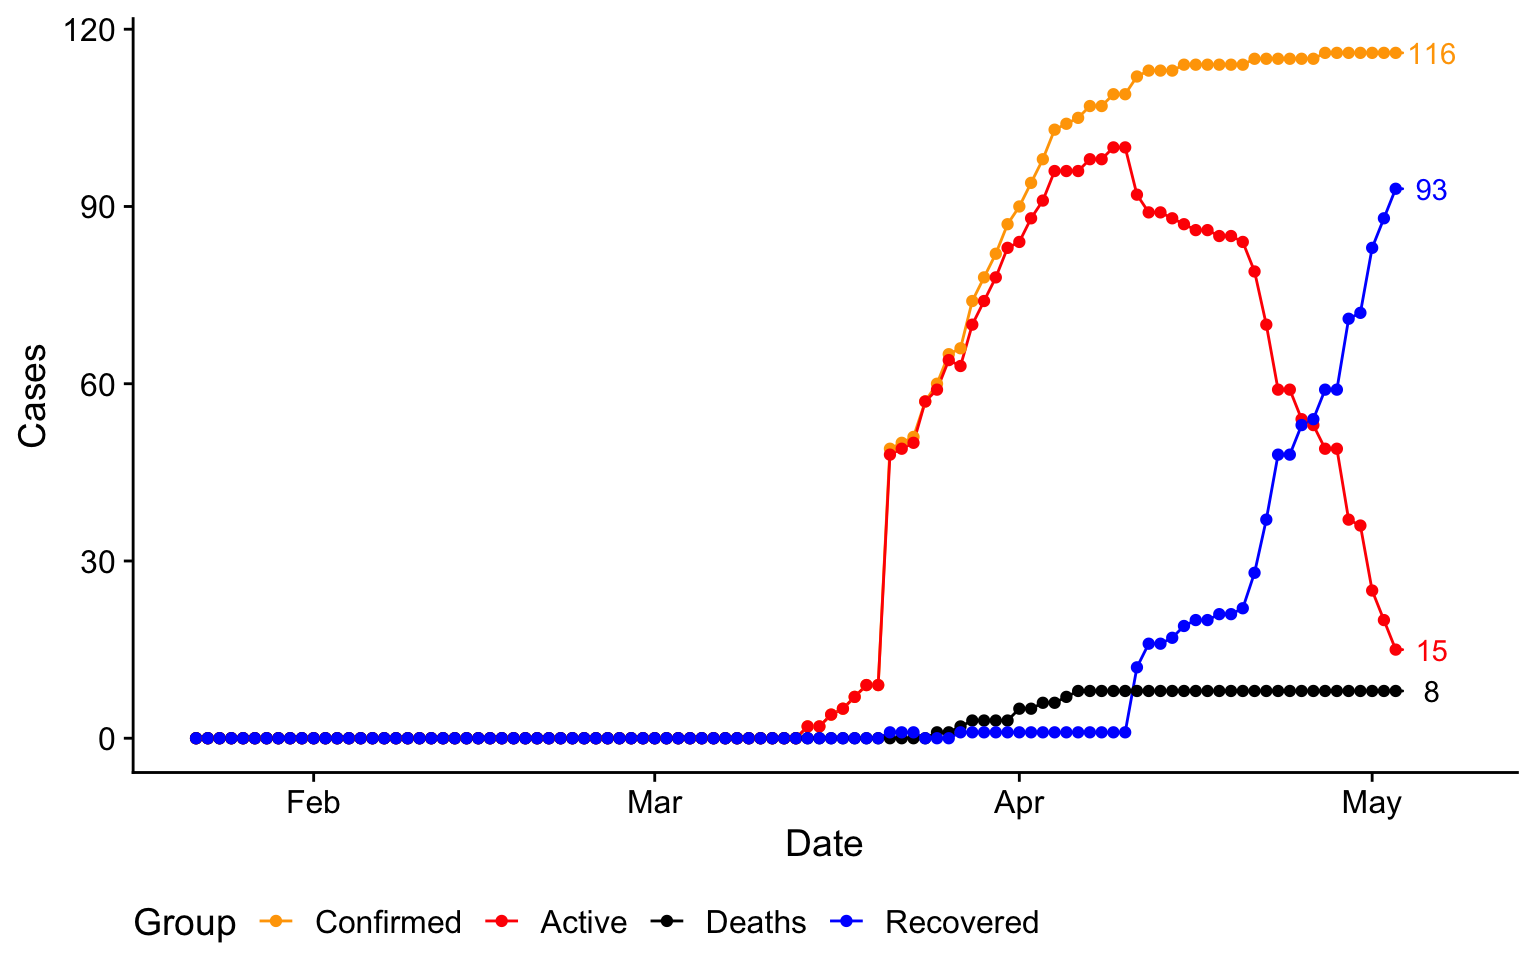 120
116
93
90
Cases
60
30
15
8
0
Feb Mar Apr May
Date
Group Confirmed Active Deaths Recovered